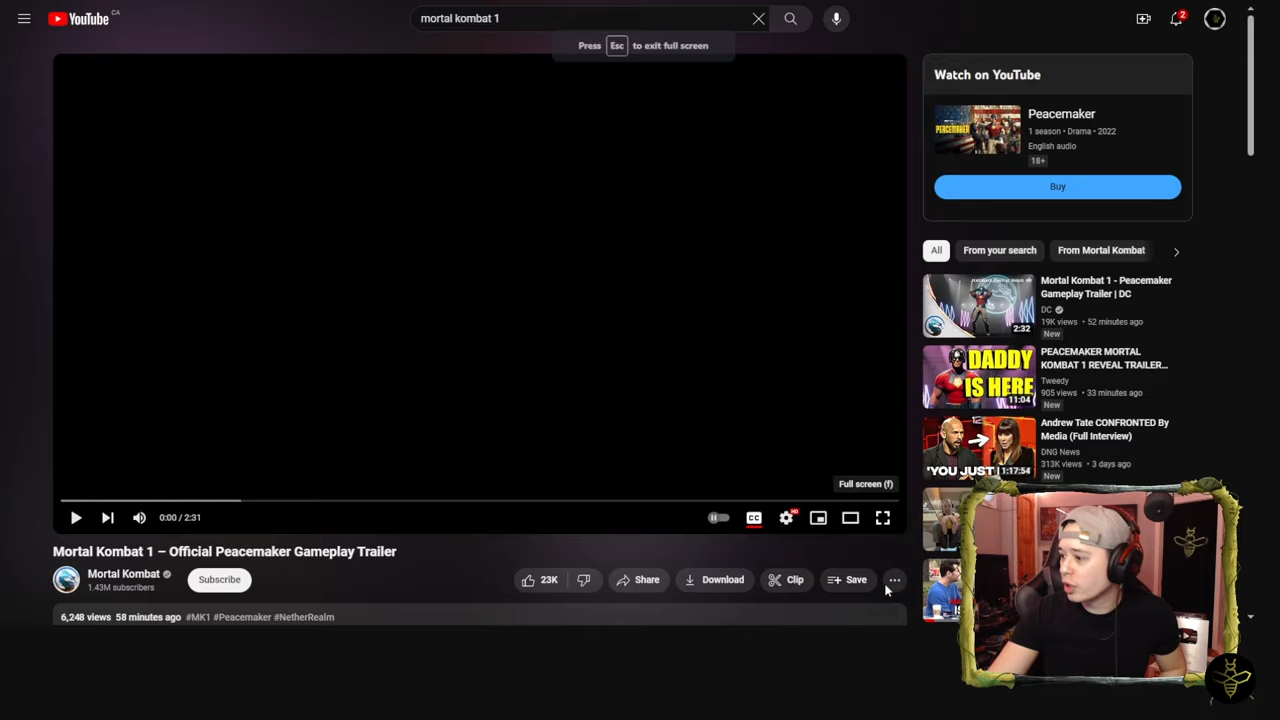 YouTube CA
mortal kombat 1
2
Press Esc to exit full screen
Watch on YouTube
PEACEMAKER
Peacemaker
1 season • Drama • 2022
English audio
18+
Buy
All
From your search
From Mortal Kombat
2:32
Mortal Kombat 1 - Peacemaker
Gameplay Trailer | DC
DC
19K views • 52 minutes ago
New
DADDY
IS HERE
11:04
PEACEMAKER MORTAL
KOMBAT 1 REVEAL TRAILER...
Tweedy
905 views • 33 minutes ago
New
'YOU JUST
1:17:54
Andrew Tate CONFRONTED By
Media (Full Interview)
DNG News
313K views • 3 days ago
New
Full screen (f)
0:00 / 2:31
CC
HD
Mortal Kombat 1 – Official Peacemaker Gameplay Trailer
Mortal Kombat
1.43M subscribers
Subscribe
23K
Share
Download
Clip
Save
6,248 views 58 minutes ago #MK1 #Peacemaker #NetherRealm